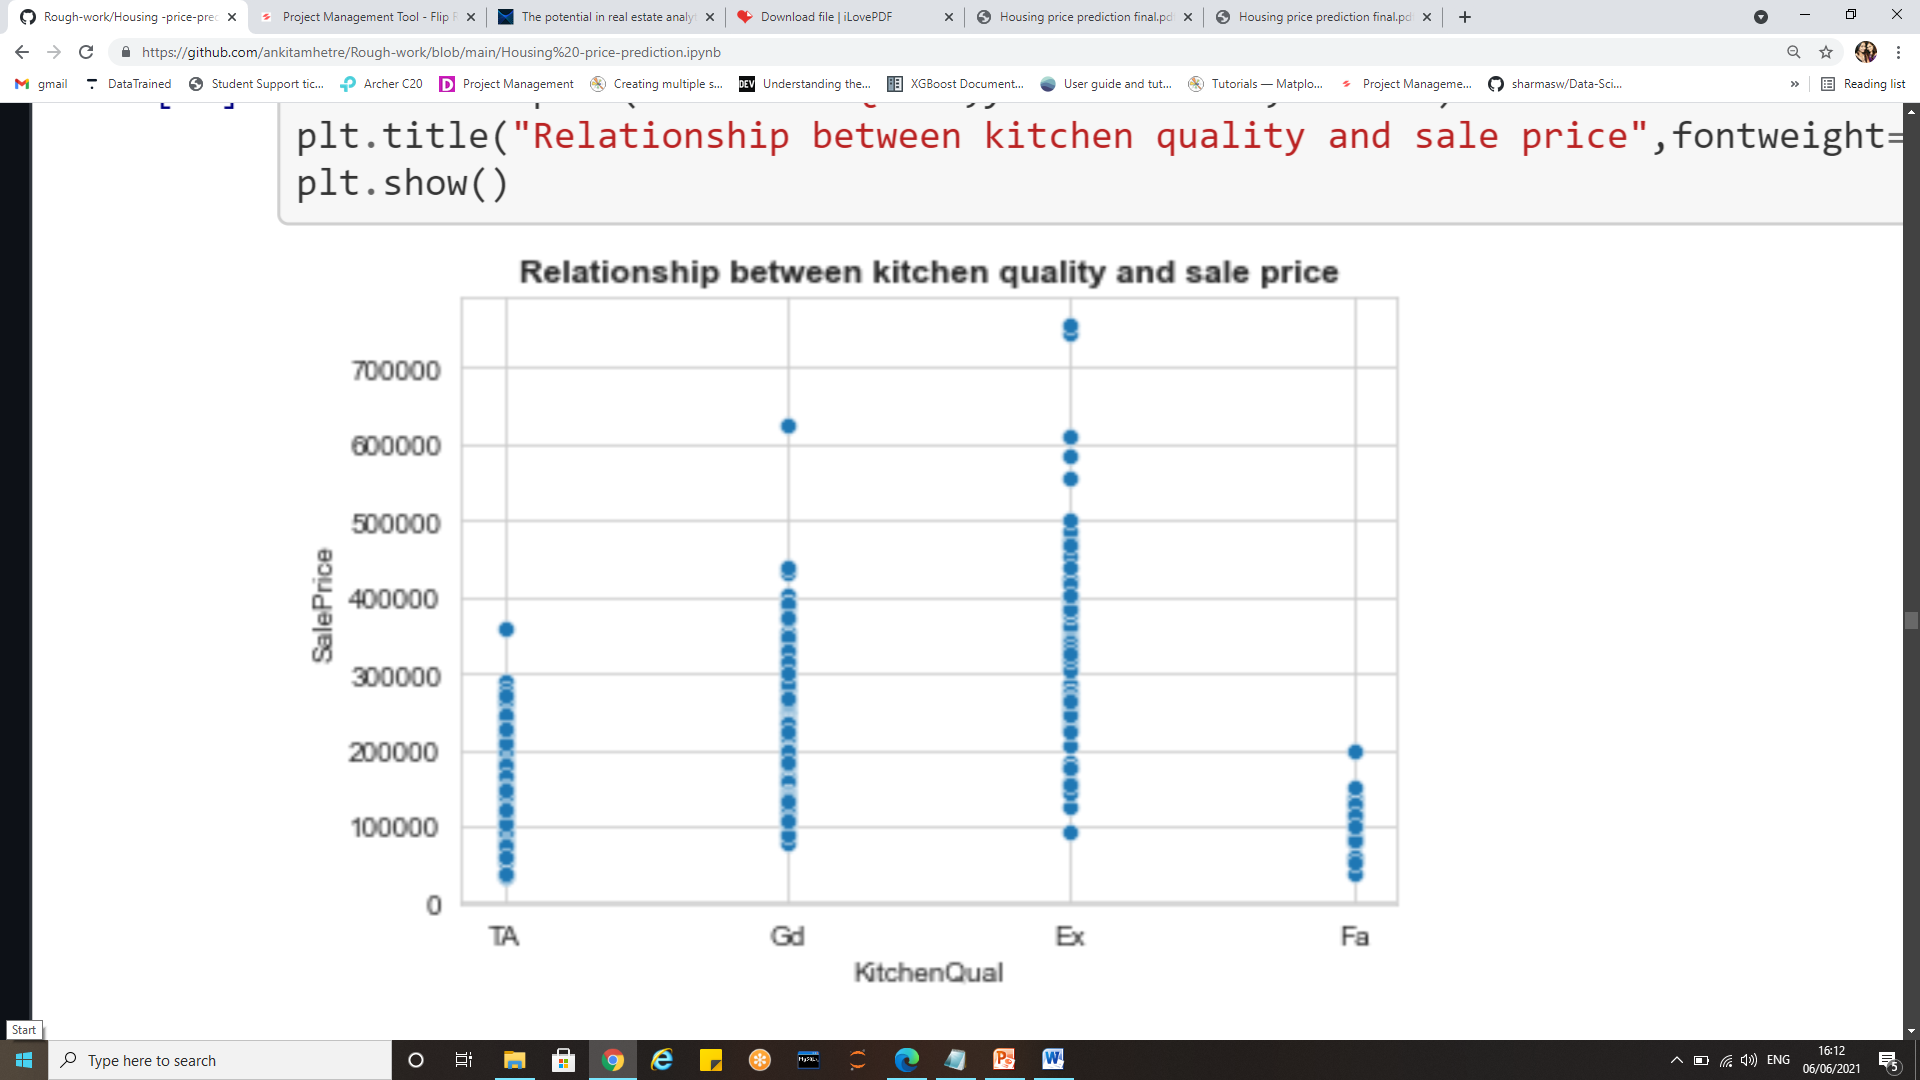 Rough-work/Housing -price-prec
Project Management Tool - Flip R
The potential in real estate analyt
Download file | iLovePDF
Housing price prediction final.pd
Housing price prediction final.pd
https://github.com/ankitamhetre/Rough-work/blob/main/Housing%20-price-prediction.ipynb
gmail
DataTrained
Student Support tic...
Archer C20
Project Management
Creating multiple s...
DEV
Understanding the...
XGBoost Document...
User guide and tut...
Tutorials — Matplo...
Project Manageme...
sharmasw/Data-Sci...
»
Reading list
plt.title("Relationship between kitchen quality and sale price",fontweight=
plt.show()
Relationship between kitchen quality and sale price
700000
600000
500000
400000
300000
200000
100000
0
SalePrice
TA Gd Ex Fa
KitchenQual
Start
Type here to search
ENG
16:12
06/06/2021
5